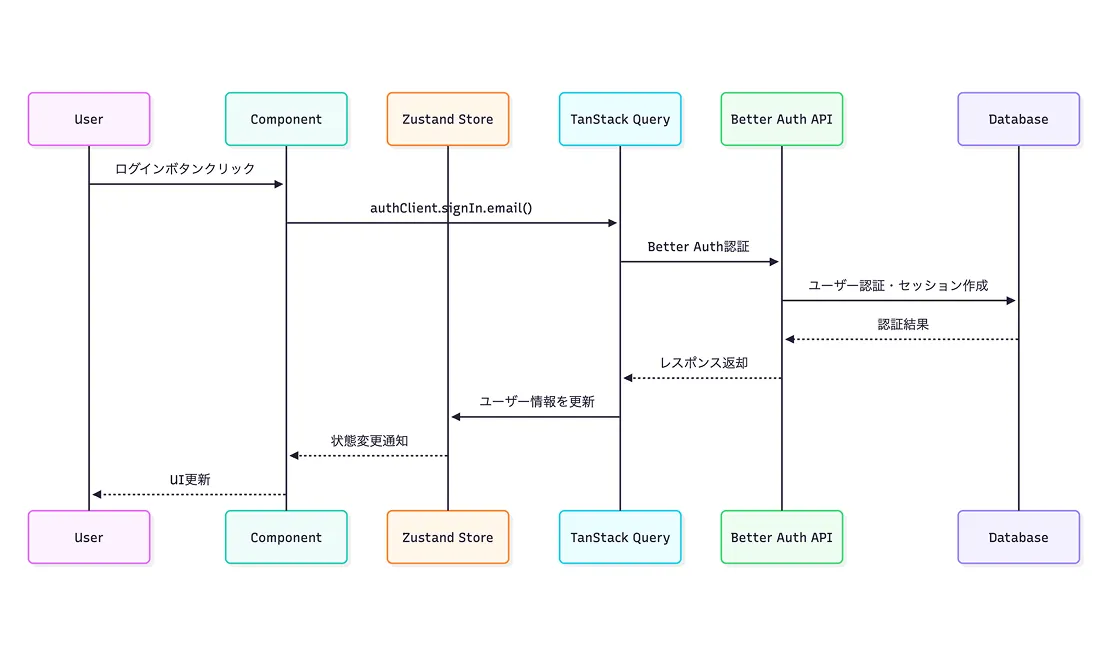 User
Component
Zustand Store
TanStack Query
Better Auth API
Database
ログインボタンクリック
authClient.signIn.email()
Better Auth認証
ユーザー認証・セッション作成
認証結果
レスポンス返却
ユーザー情報を更新
状態変更通知
UI更新
User
Component
Zustand Store
TanStack Query
Better Auth API
Database